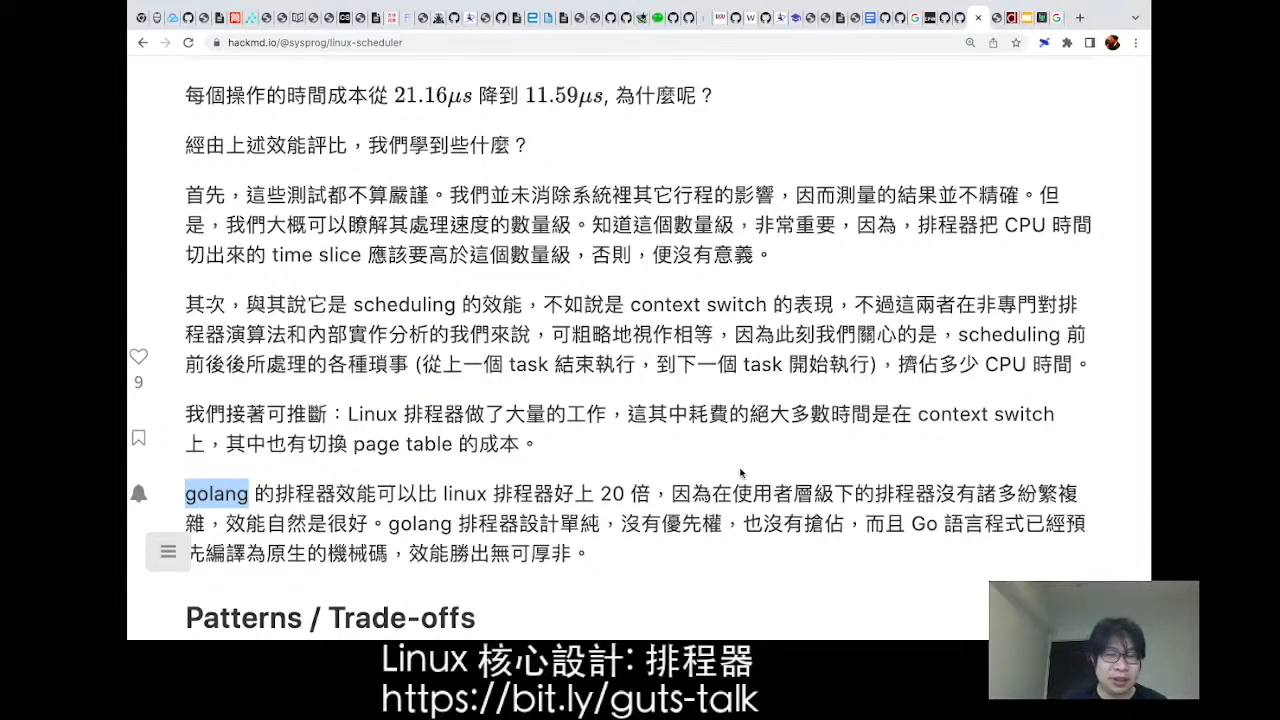 hackmd.io/@sysprog/linux-scheduler
每個操作的時間成本從 21.16μs 降到 11.59μs, 為什麼呢？
經由上述效能評比，我們學到些什麼？
首先，這些測試都不算嚴謹。我們並未消除系統裡其它行程的影響，因而測量的結果並不精確。但
是，我們大概可以瞭解其處理速度的數量級。知道這個數量級，非常重要，因為，排程器把 CPU 時間
切出來的 time slice 應該要高於這個數量級，否則，便沒有意義。
其次，與其說它是 scheduling 的效能，不如說是 context switch 的表現，不過這兩者在非專門對排
程器演算法和內部實作分析的我們來說，可粗略地視作相等，因為此刻我們關心的是，scheduling 前
前後後所處理的各種瑣事 (從上一個 task 結束執行，到下一個 task 開始執行)，擠佔多少 CPU 時間。
9
我們接著可推斷：Linux 排程器做了大量的工作，這其中耗費的絕大多數時間是在 context switch
上，其中也有切換 page table 的成本。
golang 的排程器效能可以比 linux 排程器好上 20 倍，因為在使用者層級下的排程器沒有諸多紛繁複
雜，效能自然是很好。golang 排程器設計單純，沒有優先權，也沒有搶佔，而且 Go 語言程式已經預
先編譯為原生的機械碼，效能勝出無可厚非。
Patterns / Trade-offs
Linux 核心設計: 排程器
https://bit.ly/guts-talk